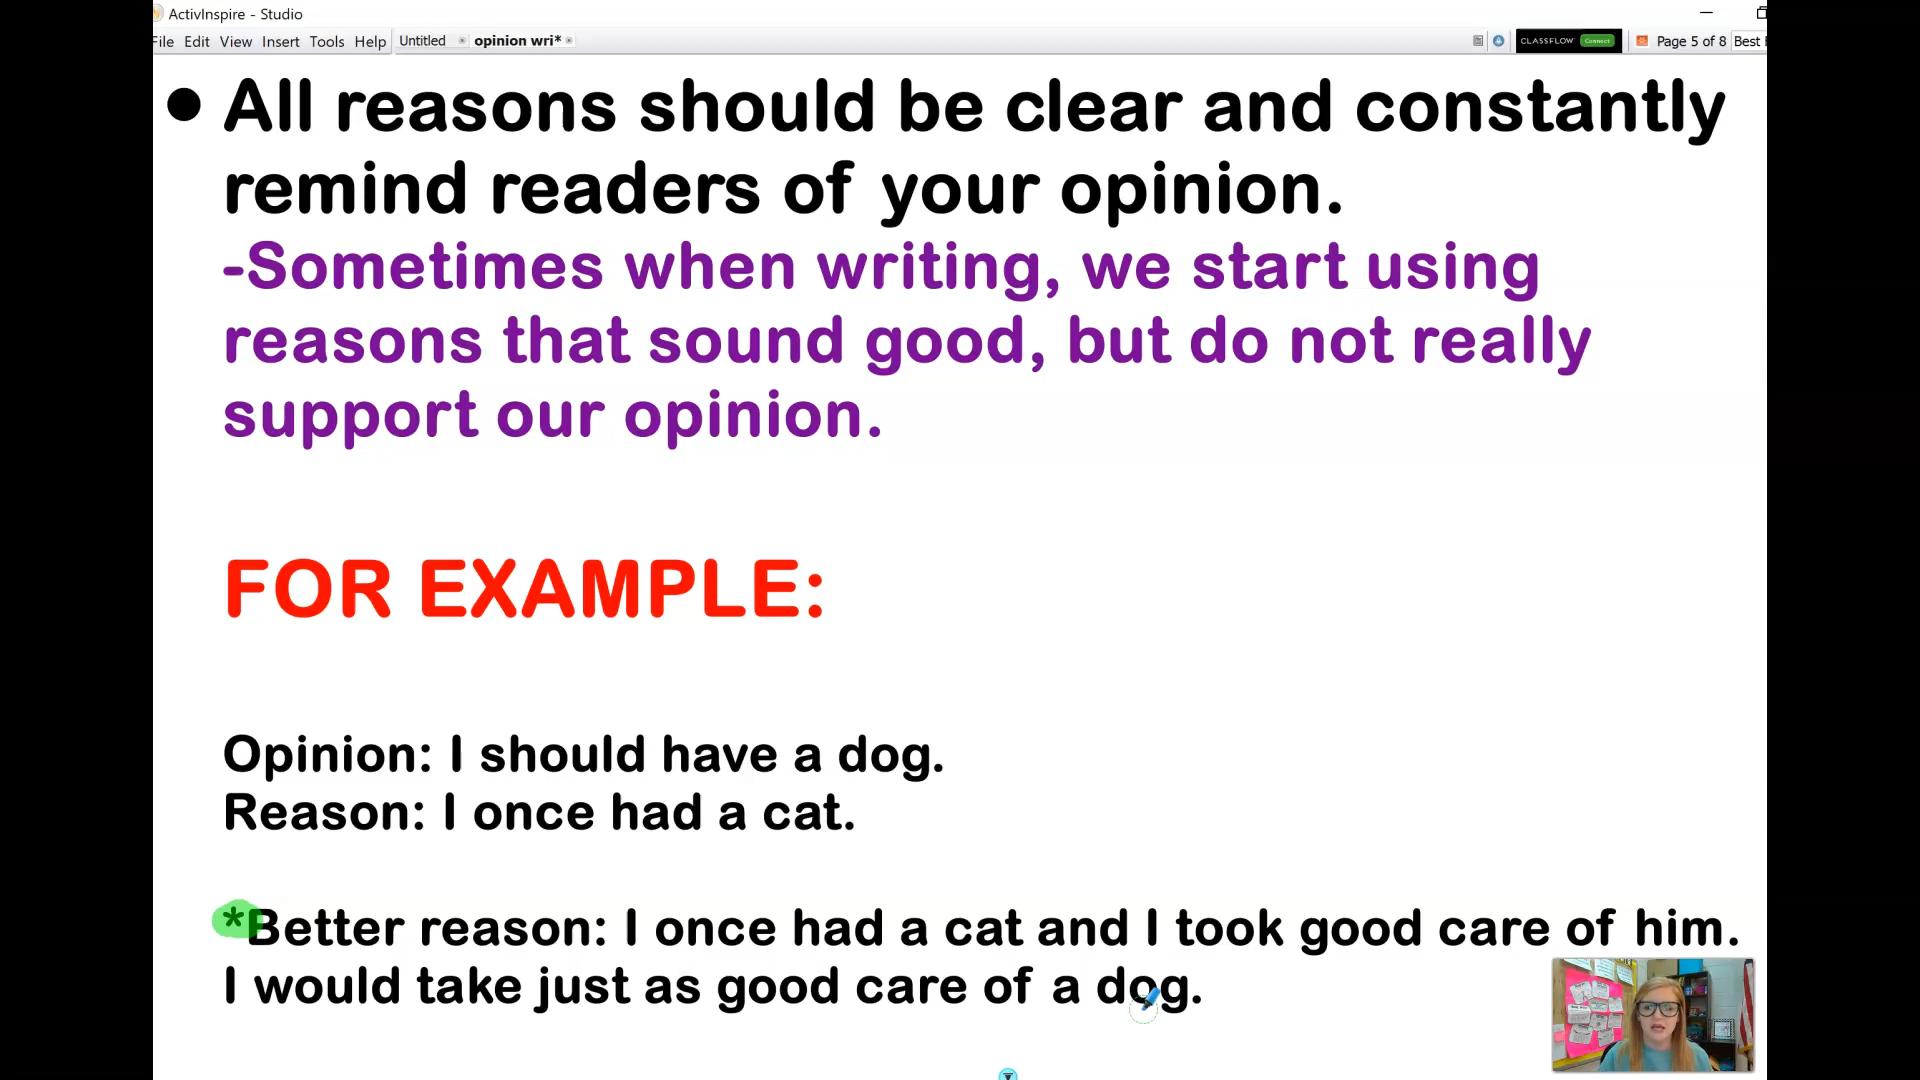 ActivInspire - Studio
File Edit View Insert Tools Help Untitled opinion wri* CLASSFLOW Connect Page 5 of 8 Best
• All reasons should be clear and constantly
remind readers of your opinion.
-Sometimes when writing, we start using
reasons that sound good, but do not really
support our opinion.
FOR EXAMPLE:
Opinion: I should have a dog.
Reason: I once had a cat.
*Better reason: I once had a cat and I took good care of him.
I would take just as good care of a dog.